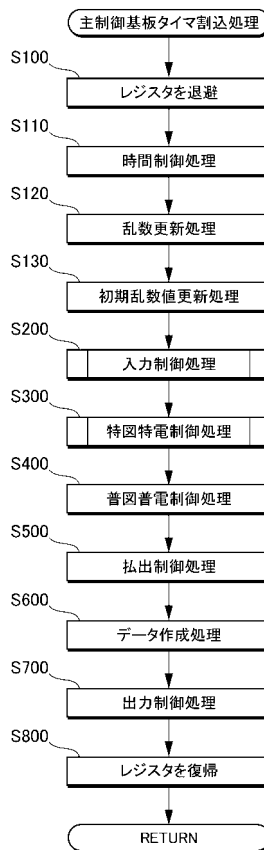 主制御基板タイマ割込処理
S100
レジスタを退避
S110
時間制御処理
S120
乱数更新処理
S130
初期乱数値更新処理
S200
入力制御処理
S300
特図特電制御処理
S400
普図普電制御処理
S500
払出制御処理
S600
データ作成処理
S700
出力制御処理
S800
レジスタを復帰
RETURN